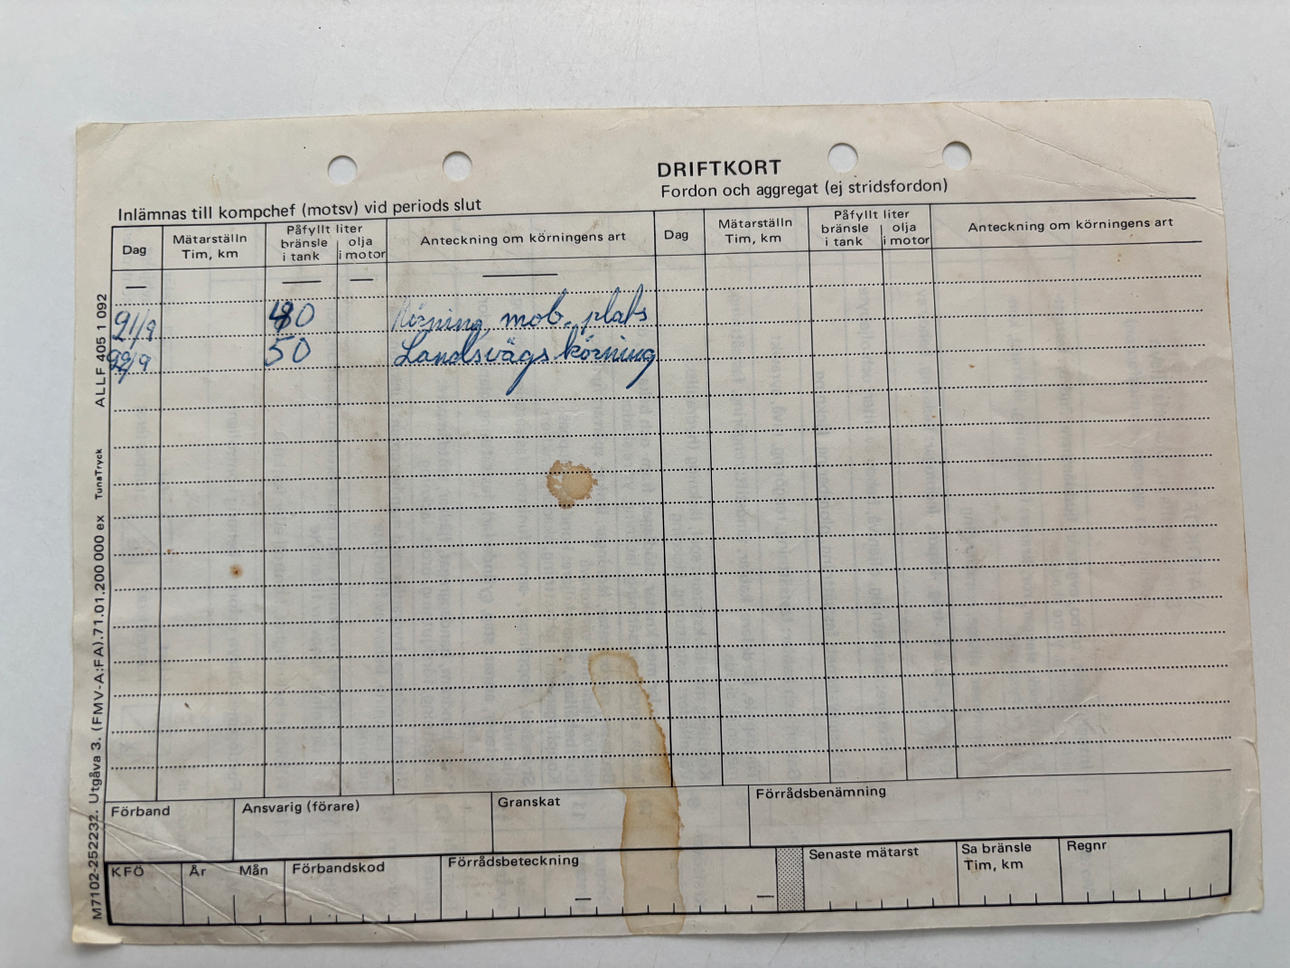 DRIFTKORT
Fordon och aggregat (ej stridsfordon)
Inlämnas till kompchef (motsv) vid periods slut
Dag
Mätarställn
Tim, km
Påfyllt liter
bränsle
i tank
olja
i motor
Anteckning om körningens art
Dag
Mätarställn
Tim, km
Påfyllt liter
bränsle
i tank
olja
i motor
Anteckning om körningens art
— — — —
21/9 40 körning, mob. plats
22/9 50 Landsvägskörning
Förband
Ansvarig (förare)
Granskat
Förrådsbenämning
KFÖ
År
Mån
Förbandskod
Förrådsbeteckning
— —
Senaste mätarst
Sa bränsle
Tim, km
Regnr
M7102-252232. Utgåva 3. (FMV-A:FA).71.01.200 000 ex TunaTryck ALLF 405 1 092